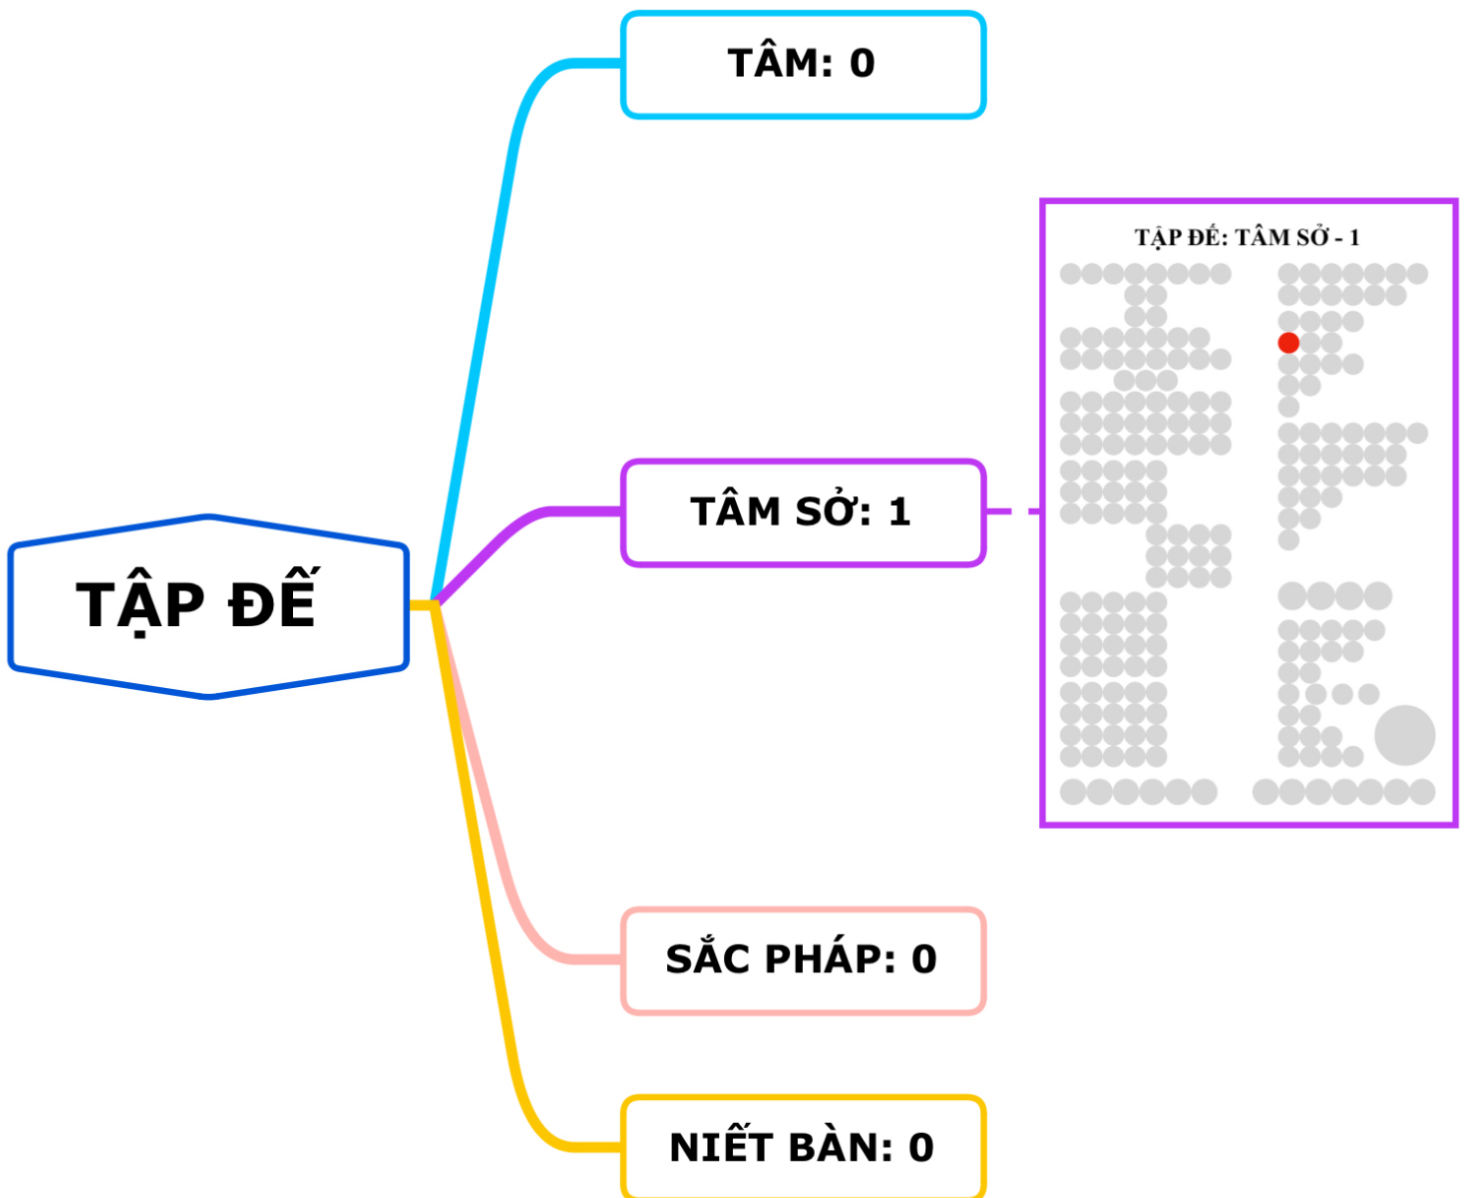 TẬP ĐẾ
TÂM: 0
TÂM SỞ: 1
TẬP ĐẾ: TÂM SỞ - 1
SẮC PHÁP: 0
NIẾT BÀN: 0